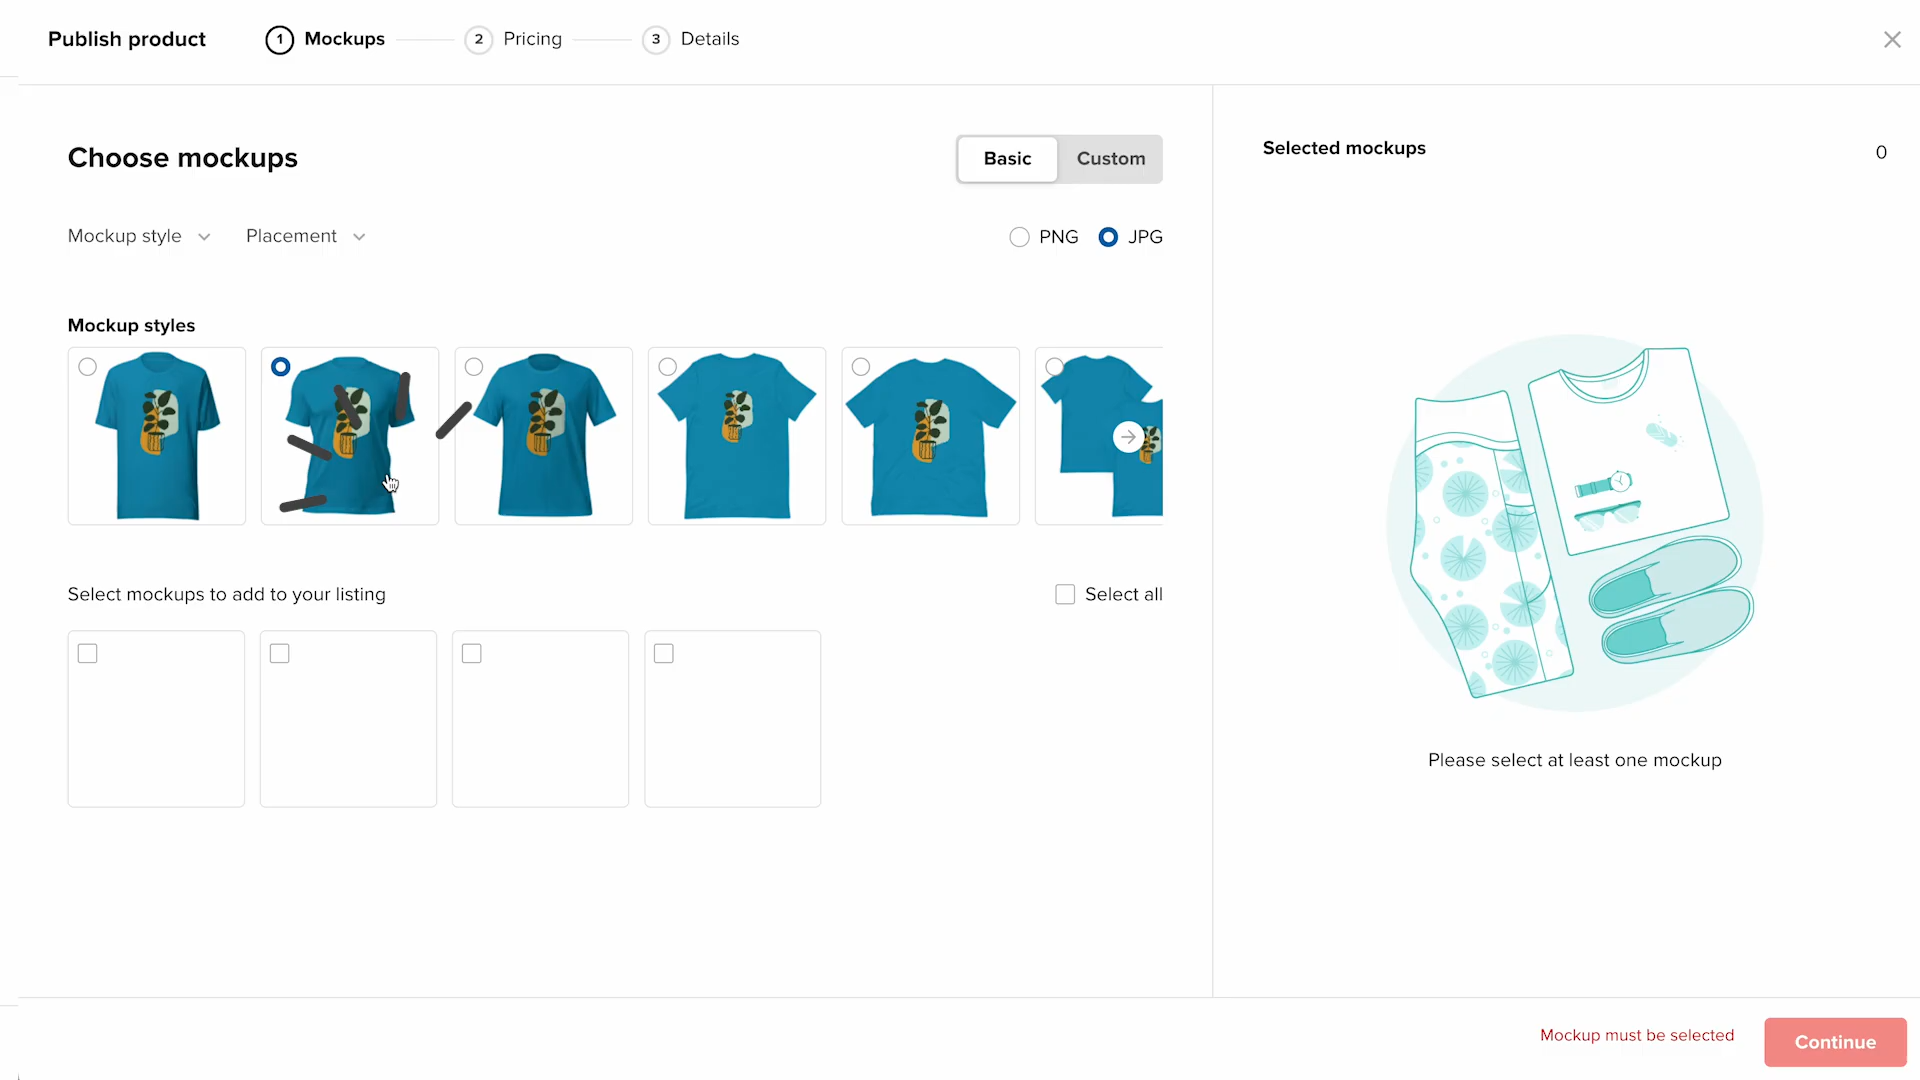 Publish product
1 Mockups
2 Pricing
3 Details
Choose mockups
Basic
Custom
Selected mockups
0
Mockup style
Placement
PNG
JPG
Mockup styles
Select mockups to add to your listing
Select all
Please select at least one mockup
Mockup must be selected
Continue